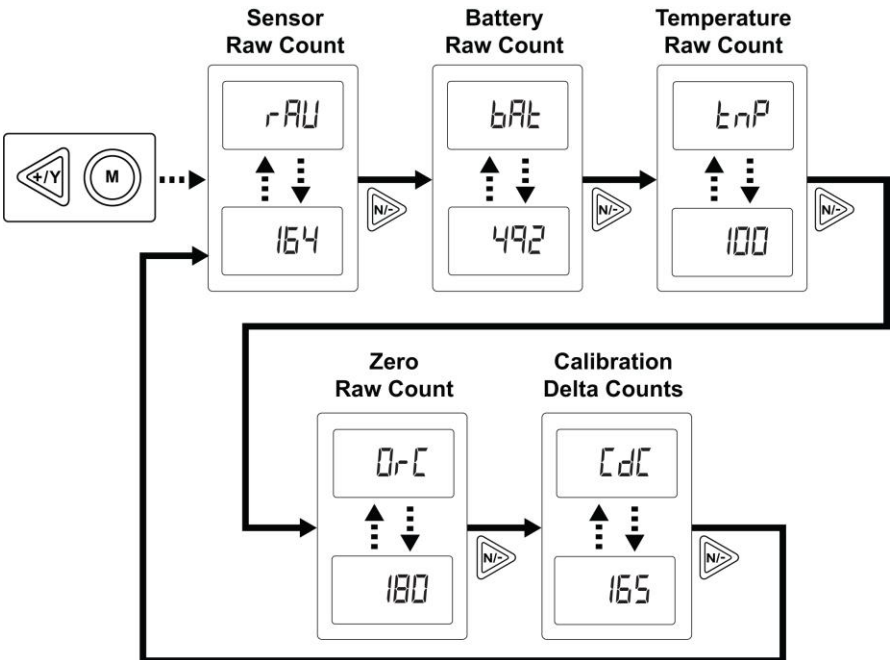 Sensor
Raw Count
Battery
Raw Count
Temperature
Raw Count
rAU
bAt
tnP
+/Y
M
N/-
N/-
N/-
164
492
100
Zero
Raw Count
Calibration
Delta Counts
0rC
CdC
N/-
N/-
180
165